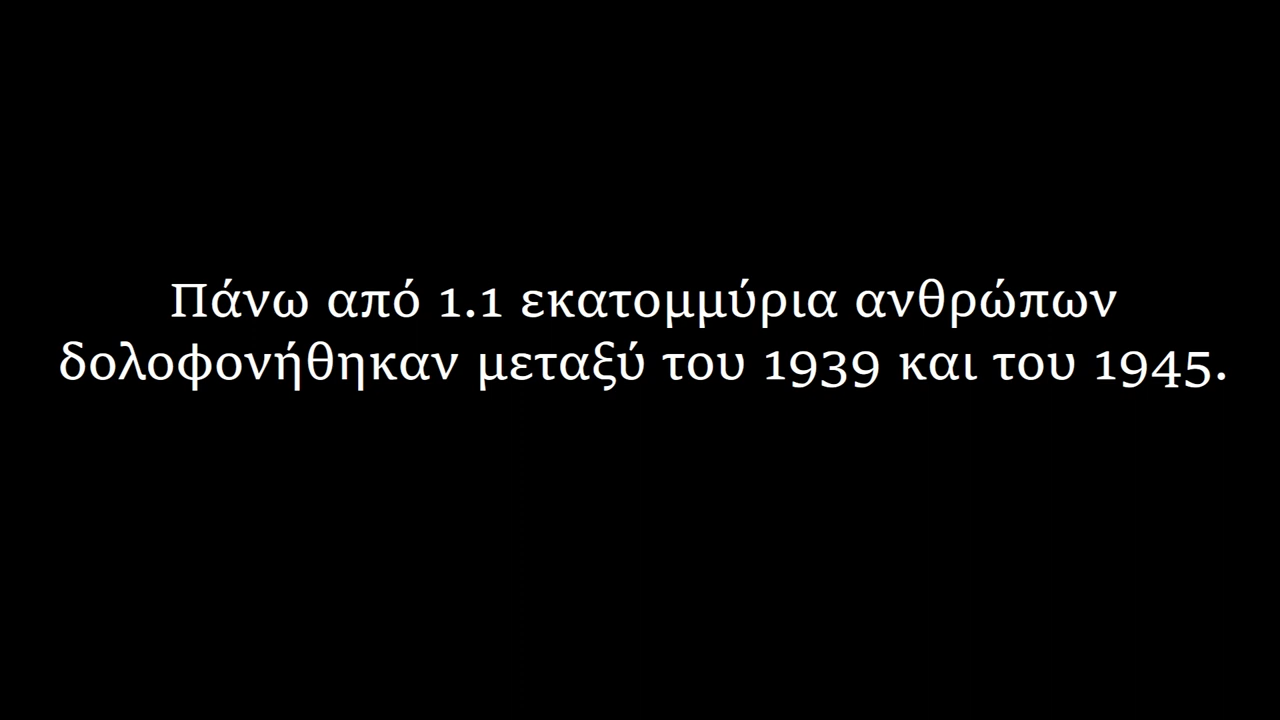 Πάνω από 1.1 εκατομμύρια ανθρώπων
δολοφονήθηκαν μεταξύ του 1939 και του 1945.